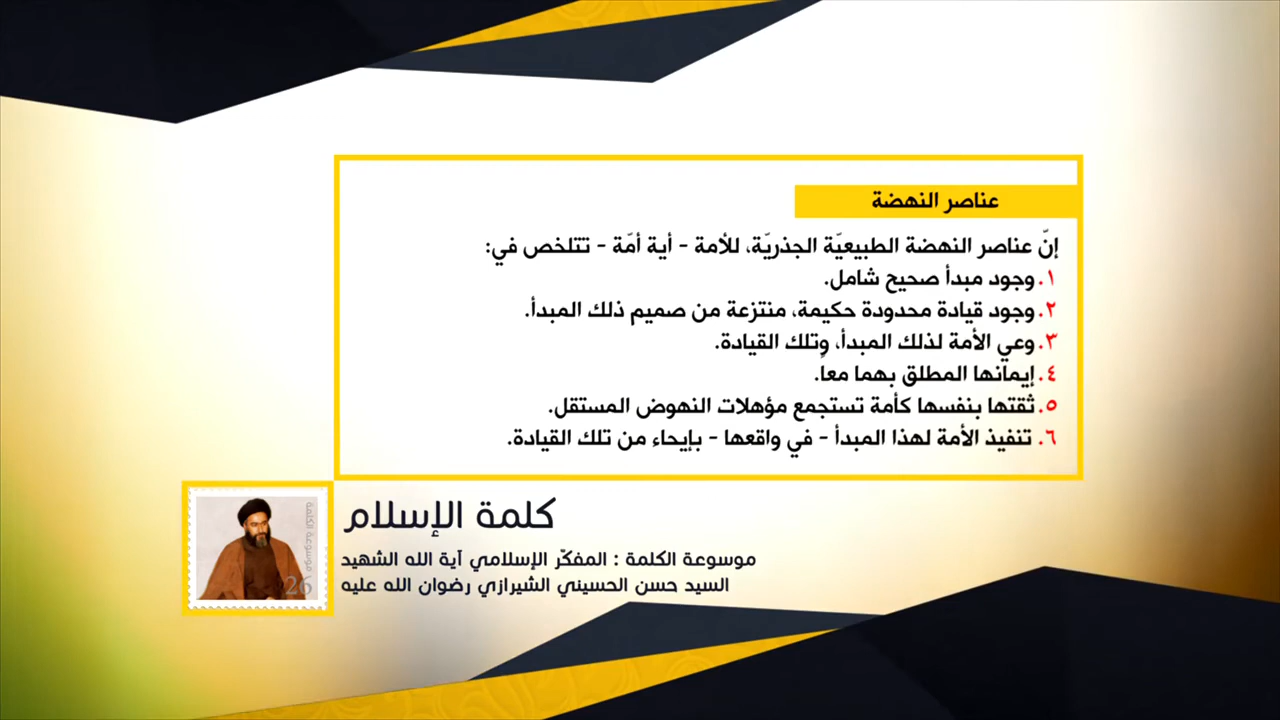 عناصر النهضة
إنّ عناصر النهضة الطبيعيّة الجذريّة، للأمة - أية أمّة - تتلخص في:
١. وجود مبدأ صحيح شامل.
٢. وجود قيادة محدودة حكيمة، منتزعة من صميم ذلك المبدأ.
٣. وعي الأمة لذلك المبدأ، وتلك القيادة.
٤. إيمانها المطلق بهما معاً.
٥. ثقتها بنفسها كأمة تستجمع مؤهلات النهوض المستقل.
٦. تنفيذ الأمة لهذا المبدأ - في واقعها - بإيحاء من تلك القيادة.
كلمة الإسلام
موسوعة الكلمة : المفكّر الإسلامي آية الله الشهيد
السيد حسن الحسيني الشيرازي رضوان الله عليه
موسوعة الكلمة
26